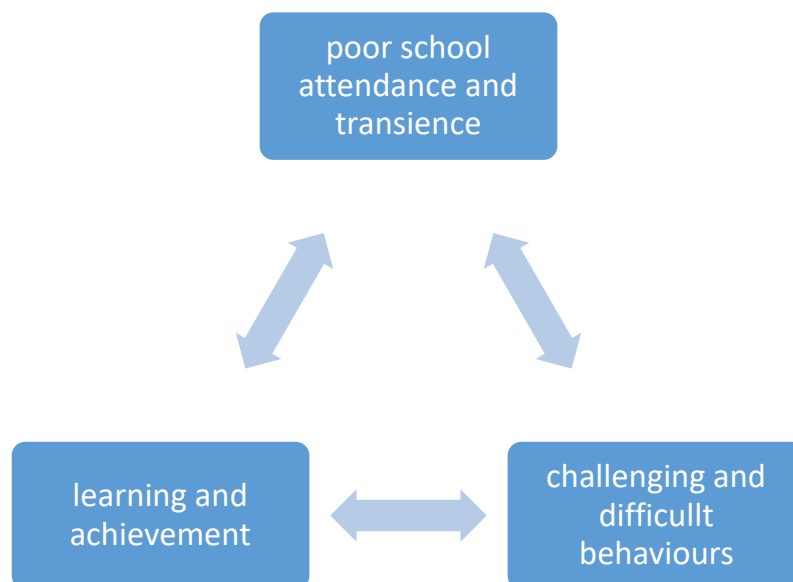 poor school
attendance and
transience
learning and
achievement
challenging and
difficullt
behaviours